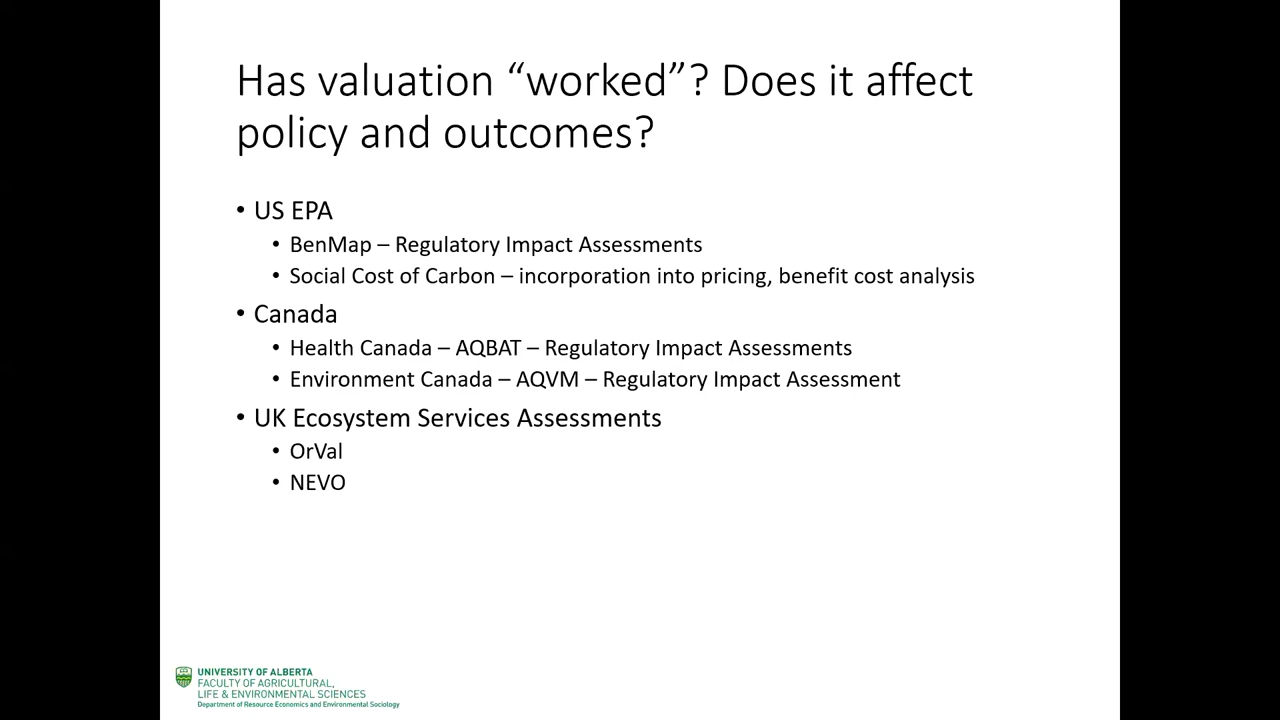 Has valuation “worked”? Does it affect
policy and outcomes?
• US EPA
• BenMap – Regulatory Impact Assessments
• Social Cost of Carbon – incorporation into pricing, benefit cost analysis
• Canada
• Health Canada – AQBAT – Regulatory Impact Assessments
• Environment Canada – AQVM – Regulatory Impact Assessment
• UK Ecosystem Services Assessments
• OrVal
• NEVO
UNIVERSITY OF ALBERTA
FACULTY OF AGRICULTURAL,
LIFE & ENVIRONMENTAL SCIENCES
Department of Resource Economics and Environmental Sociology